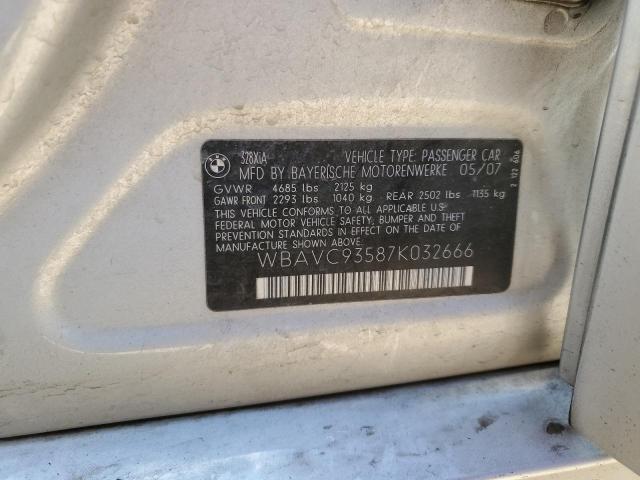 328XiA VEHICLE TYPE: PASSENGER CAR
MFD BY BAYERISCHE MOTORENWERKE 05/07
GVWR 4685 lbs 2125 kg
GAWR FRONT 2293 lbs 1040 kg REAR 2502 lbs 1135 kg
THIS VEHICLE CONFORMS TO ALL APPLICABLE U.S.
FEDERAL MOTOR VEHICLE SAFETY, BUMPER AND THEFT
PREVENTION STANDARDS IN EFFECT ON THE DATE OF
MANUFACTURE SHOWN ABOVE.
WBAVC93587K032666